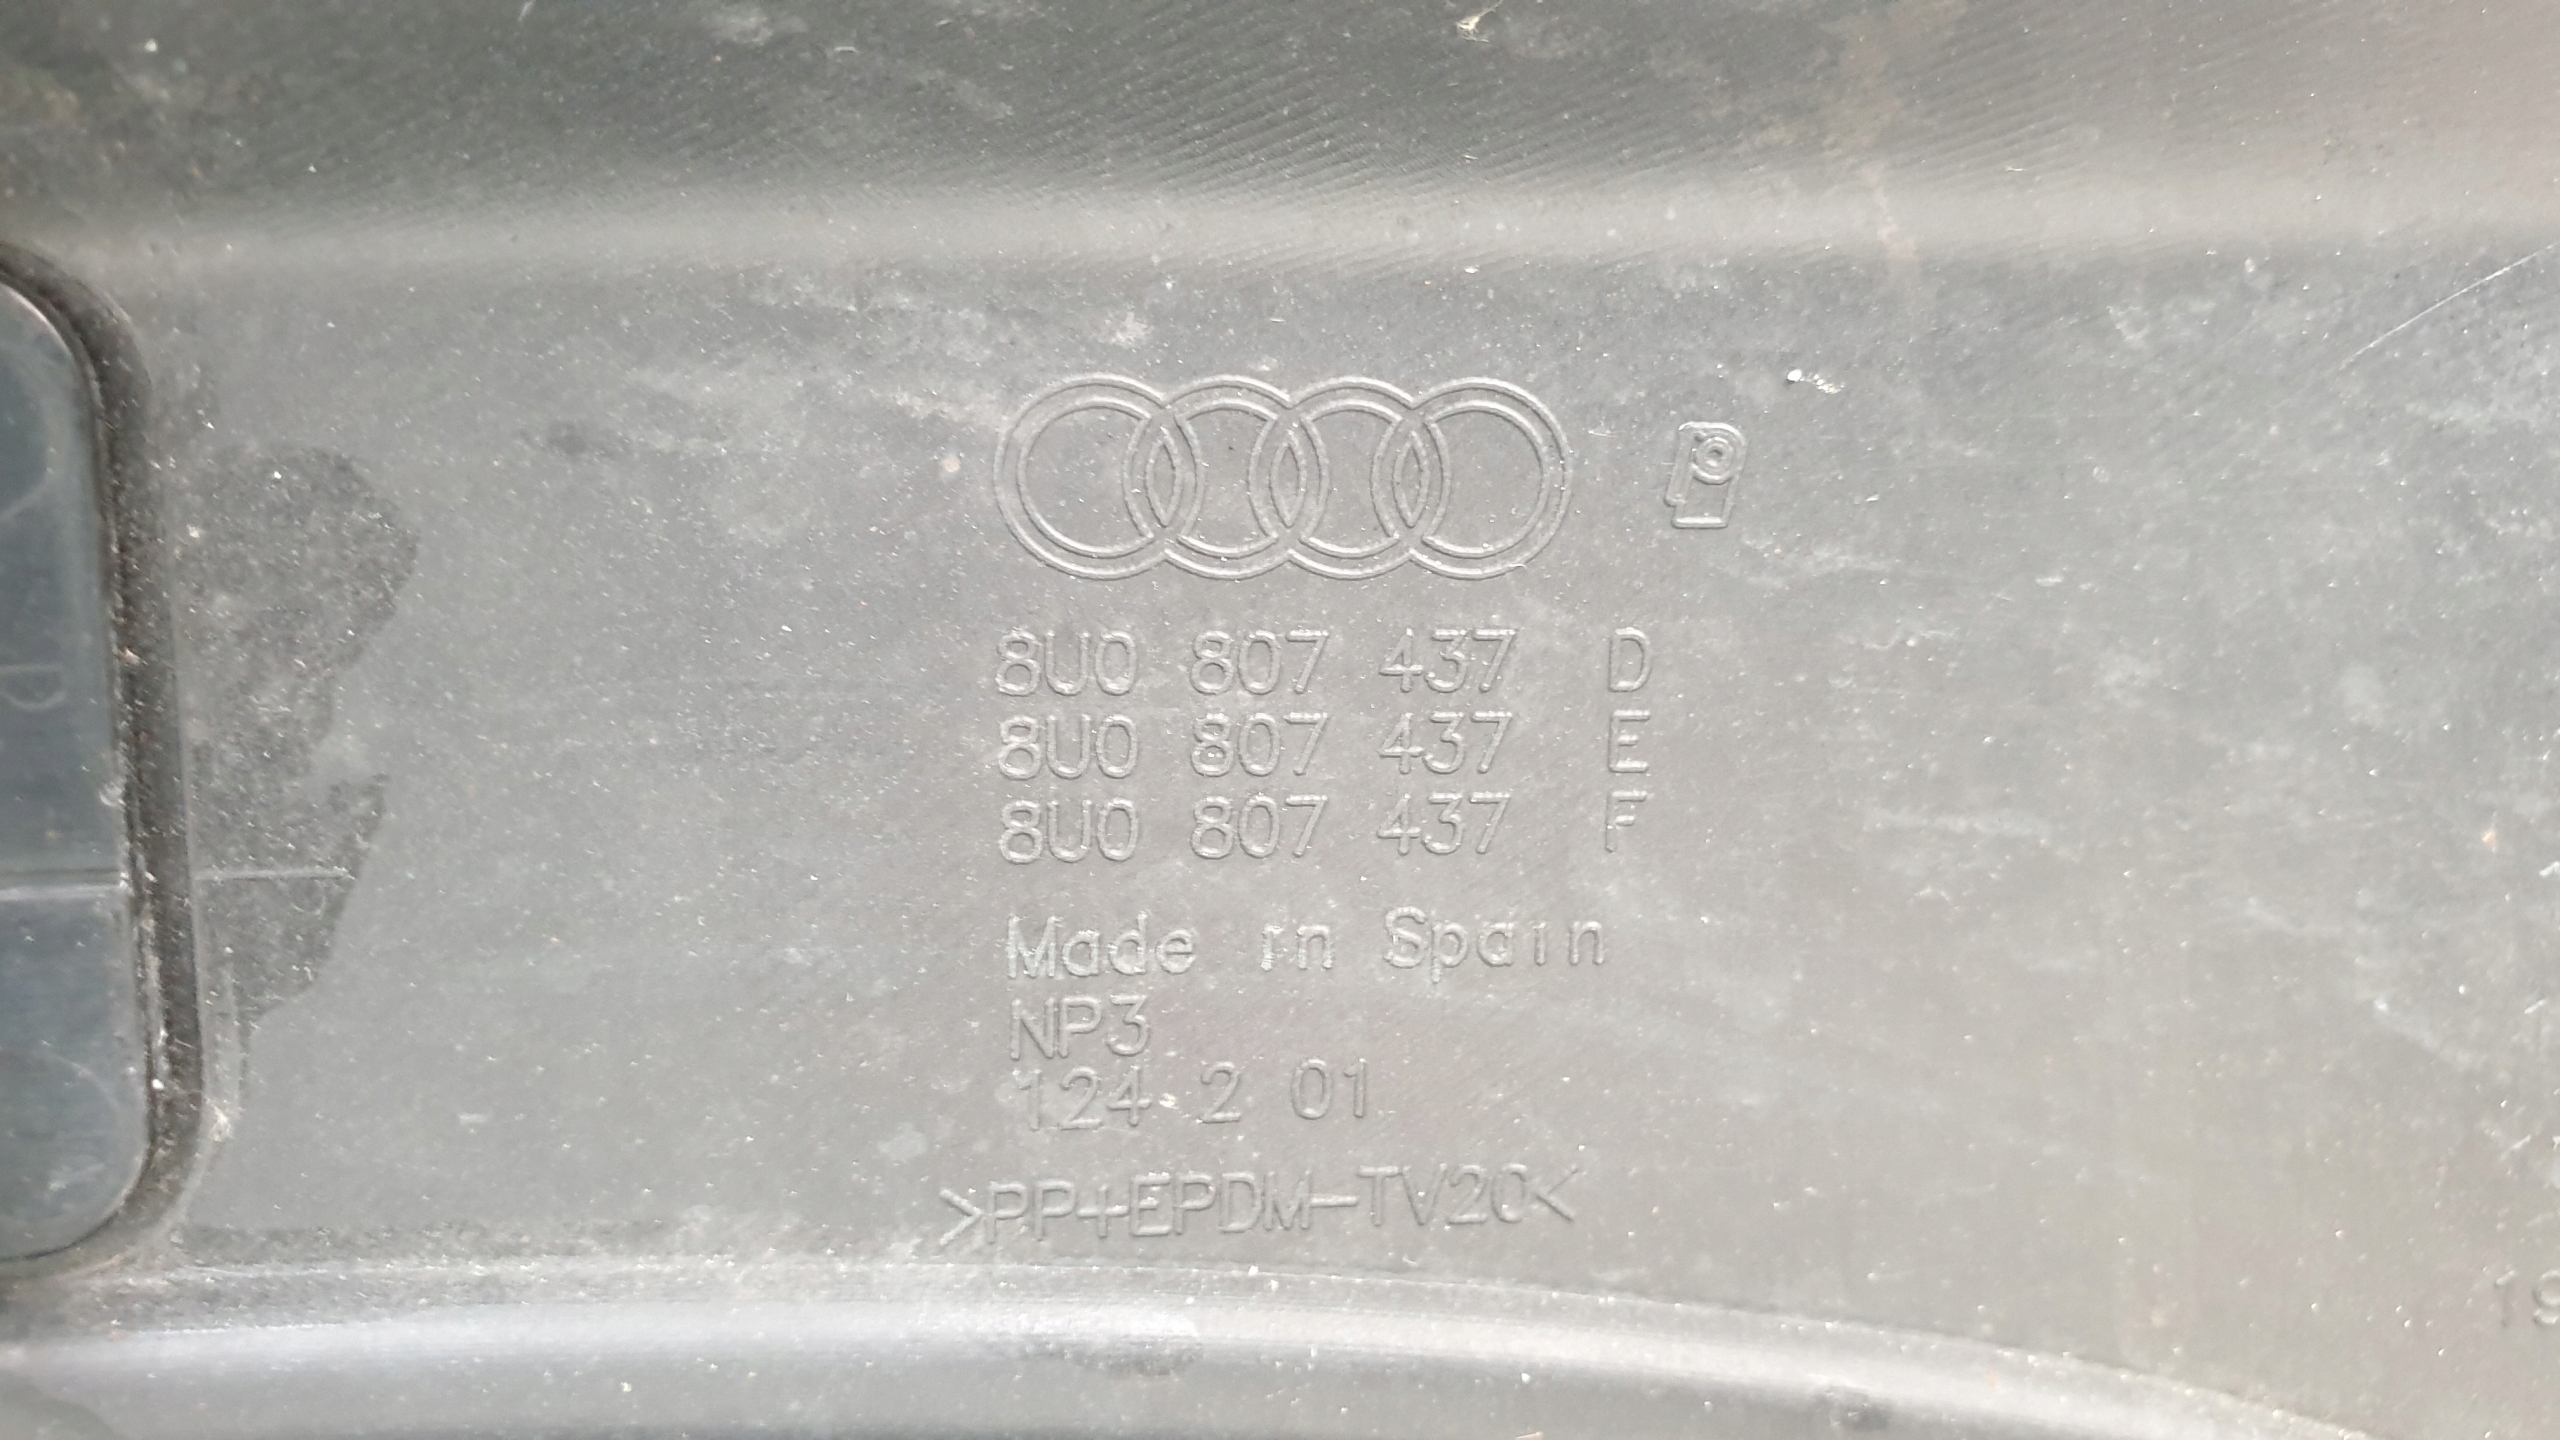 8U0 807 437 D
8U0 807 437 E
8U0 807 437 F
Made in Spain
NP3
124 2 01
>PP+EPDM-TV20<
19